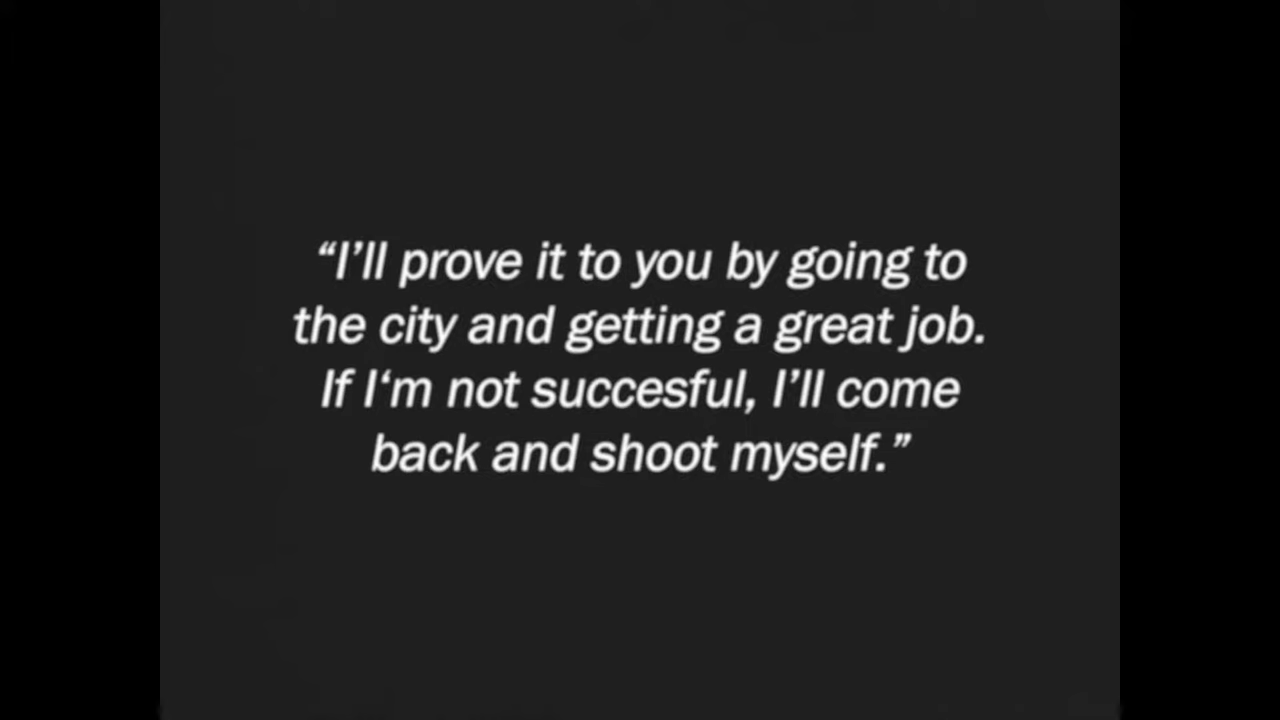 “I’ll prove it to you by going to
the city and getting a great job.
If I‘m not succesful, I’ll come
back and shoot myself.”